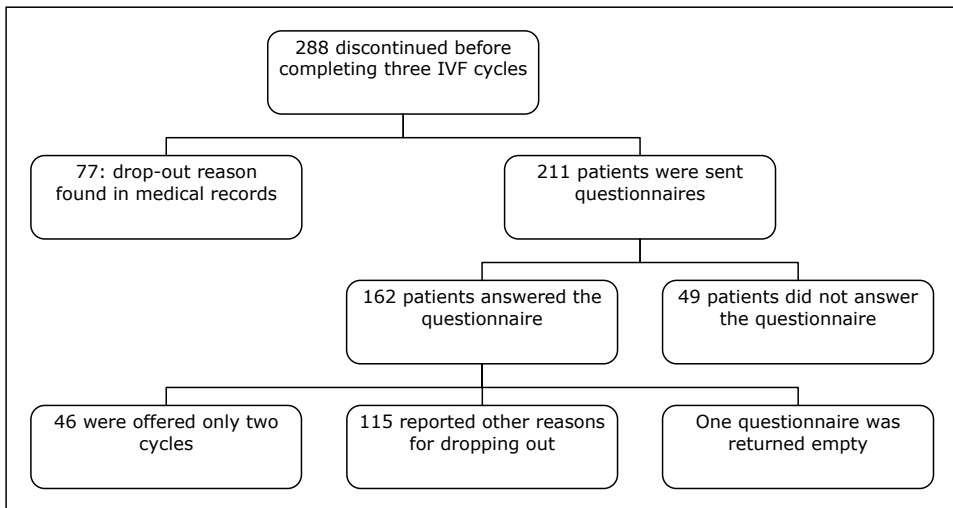 288 discontinued before
completing three IVF cycles
77: drop-out reason
found in medical records
211 patients were sent
questionnaires
162 patients answered the
questionnaire
49 patients did not answer
the questionnaire
46 were offered only two
cycles
115 reported other reasons
for dropping out
One questionnaire was
returned empty